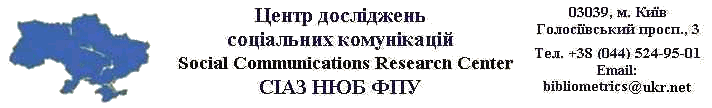 Центр досліджень
соціальних комунікацій
Social Communications Research Center
СІАЗ НЮБ ФПУ
03039, м. Київ
Голосіївський просп., 3
Тел. +38 (044) 524-95-01
Email:
bibliometrics@ukr.net